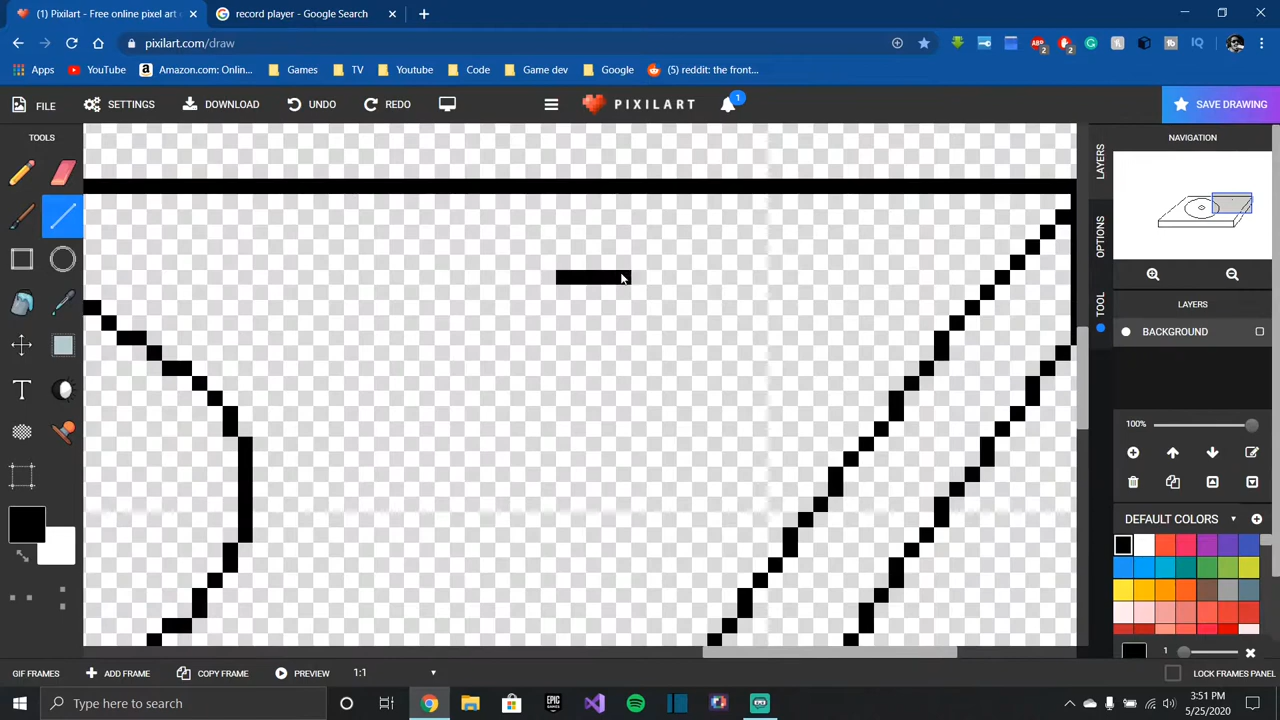 (1) Pixilart - Free online pixel art
record player - Google Search
pixilart.com/draw
Apps
YouTube
Amazon.com: Onlin...
Games
TV
Youtube
Code
Game dev
Google
(5) reddit: the front...
FILE
SETTINGS
DOWNLOAD
UNDO
REDO
PIXILART
1
SAVE DRAWING
TOOLS
LAYERS
OPTIONS
TOOL
NAVIGATION
LAYERS
BACKGROUND
100%
DEFAULT COLORS
1
GIF FRAMES
ADD FRAME
COPY FRAME
PREVIEW
1:1
LOCK FRAMES PANEL
Type here to search
3:51 PM
5/25/2020